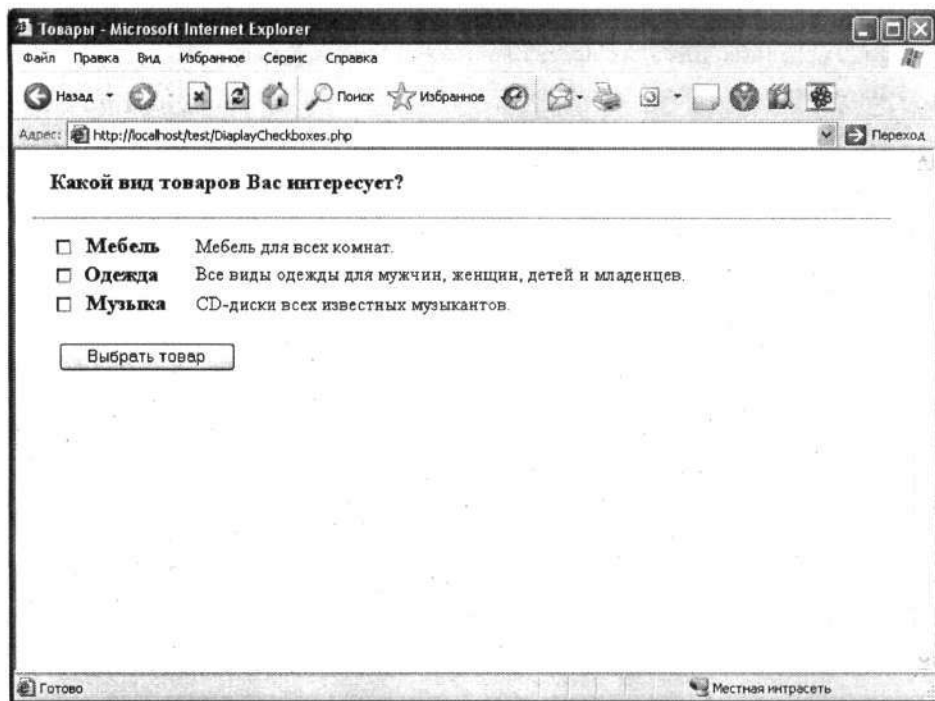 Товары - Microsoft Internet Explorer
Файл Правка Вид Избранное Сервис Справка
Назад Поиск Избранное
Адрес: http://localhost/test/DiaplayCheckboxes.php Переход
Какой вид товаров Вас интересует?
Мебель Мебель для всех комнат.
Одежда Все виды одежды для мужчин, женщин, детей и младенцев.
Музыка CD-диски всех известных музыкантов.
Выбрать товар
Готово Местная интрасеть